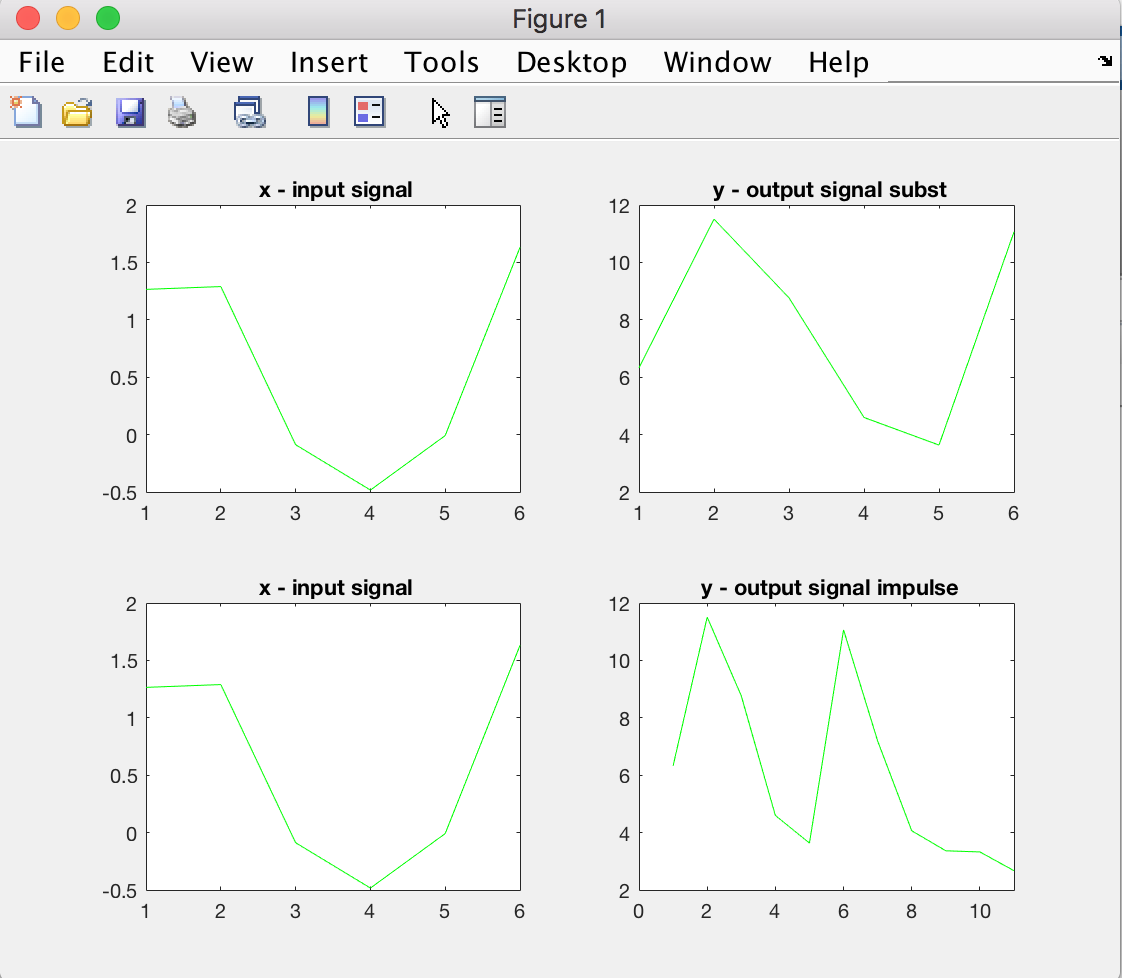 Figure 1
File Edit View Insert Tools Desktop Window Help
x - input signal
2
1.5
1
0.5
0
-0.5
1 2 3 4 5 6
y - output signal subst
12
10
8
6
4
2
1 2 3 4 5 6
x - input signal
2
1.5
1
0.5
0
-0.5
1 2 3 4 5 6
y - output signal impulse
12
10
8
6
4
2
0 2 4 6 8 10